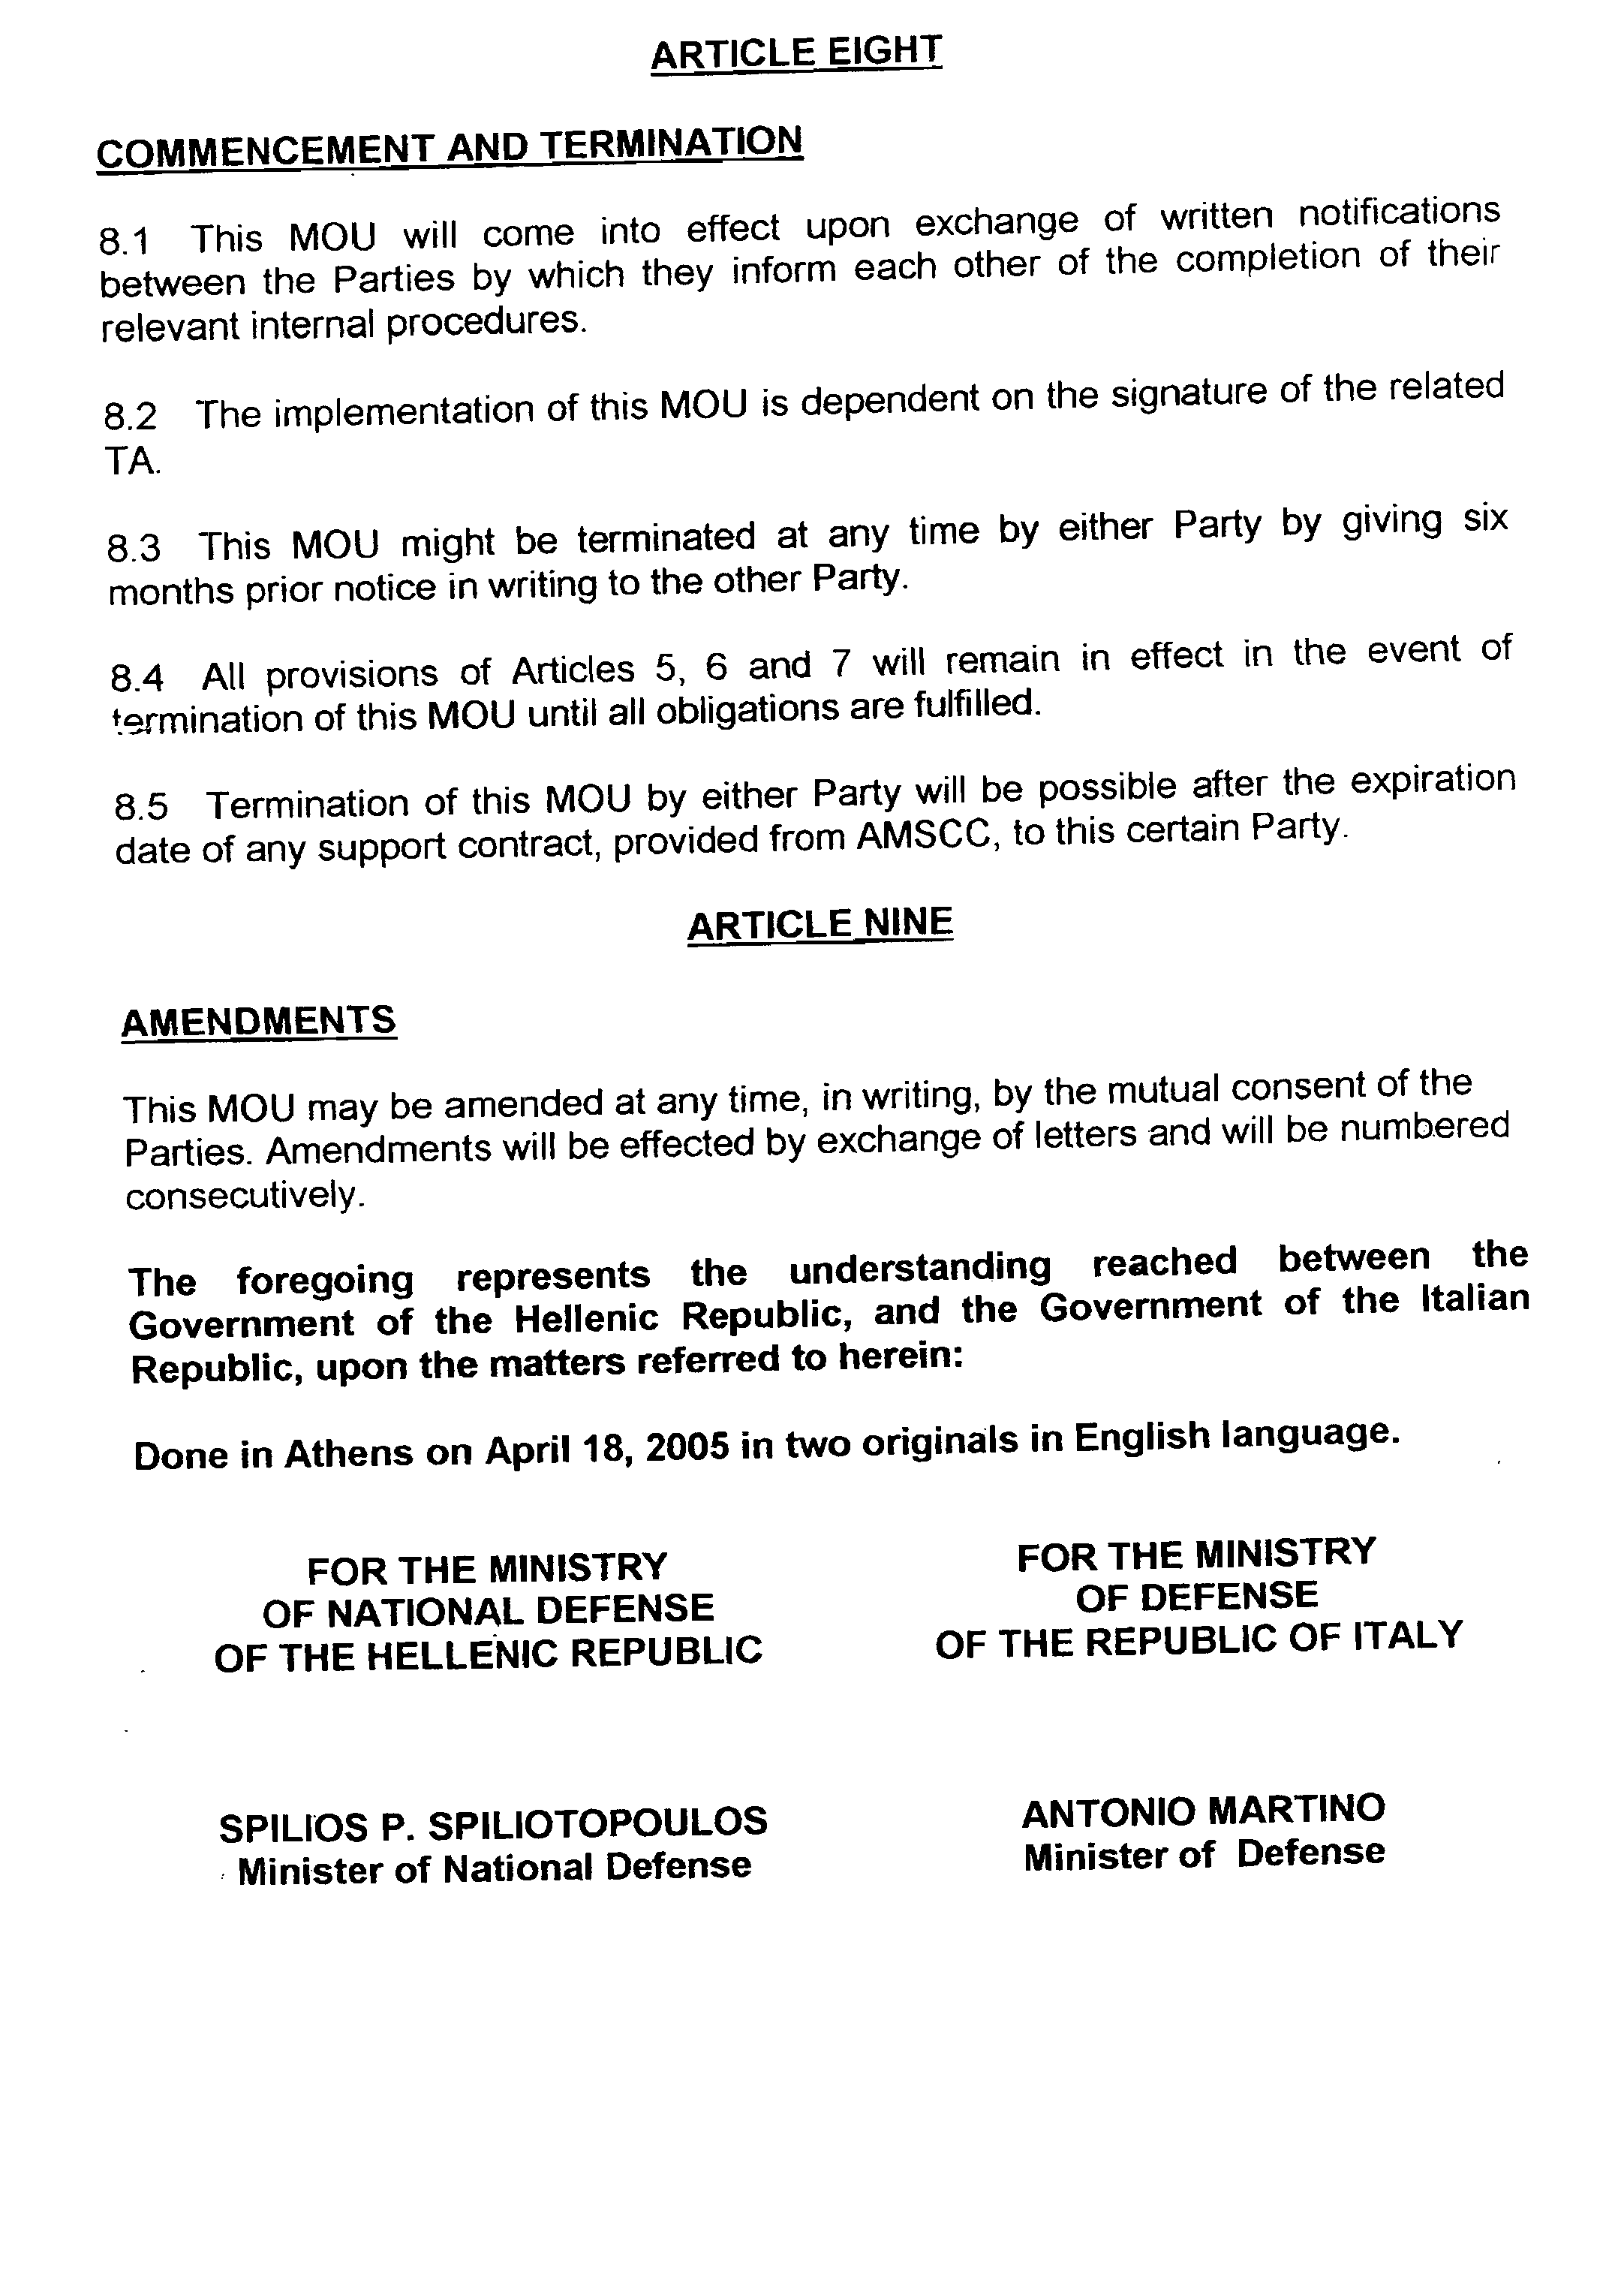 ARTICLE EIGHT
COMMENCEMENT AND TERMINATION
8.1 This MOU will come into effect upon exchange of written notifications
between the Parties by which they inform each other of the completion of their
relevant internal procedures.
8.2 The implementation of this MOU is dependent on the signature of the related
TA.
8.3 This MOU might be terminated at any time by either Party by giving six
months prior notice in writing to the other Party.
8.4 All provisions of Articles 5, 6 and 7 will remain in effect in the event of
termination of this MOU until all obligations are fulfilled.
8.5 Termination of this MOU by either Party will be possible after the expiration
date of any support contract, provided from AMSCC, to this certain Party.
ARTICLE NINE
AMENDMENTS
This MOU may be amended at any time, in writing, by the mutual consent of the
Parties. Amendments will be effected by exchange of letters and will be numbered
consecutively.
The foregoing represents the understanding reached between the
Government of the Hellenic Republic, and the Government of the Italian
Republic, upon the matters referred to herein:
Done in Athens on April 18, 2005 in two originals in English language.
FOR THE MINISTRY
OF NATIONAL DEFENSE
OF THE HELLENIC REPUBLIC
FOR THE MINISTRY
OF DEFENSE
OF THE REPUBLIC OF ITALY
SPILIOS P. SPILIOTOPOULOS
Minister of National Defense
ANTONIO MARTINO
Minister of Defense